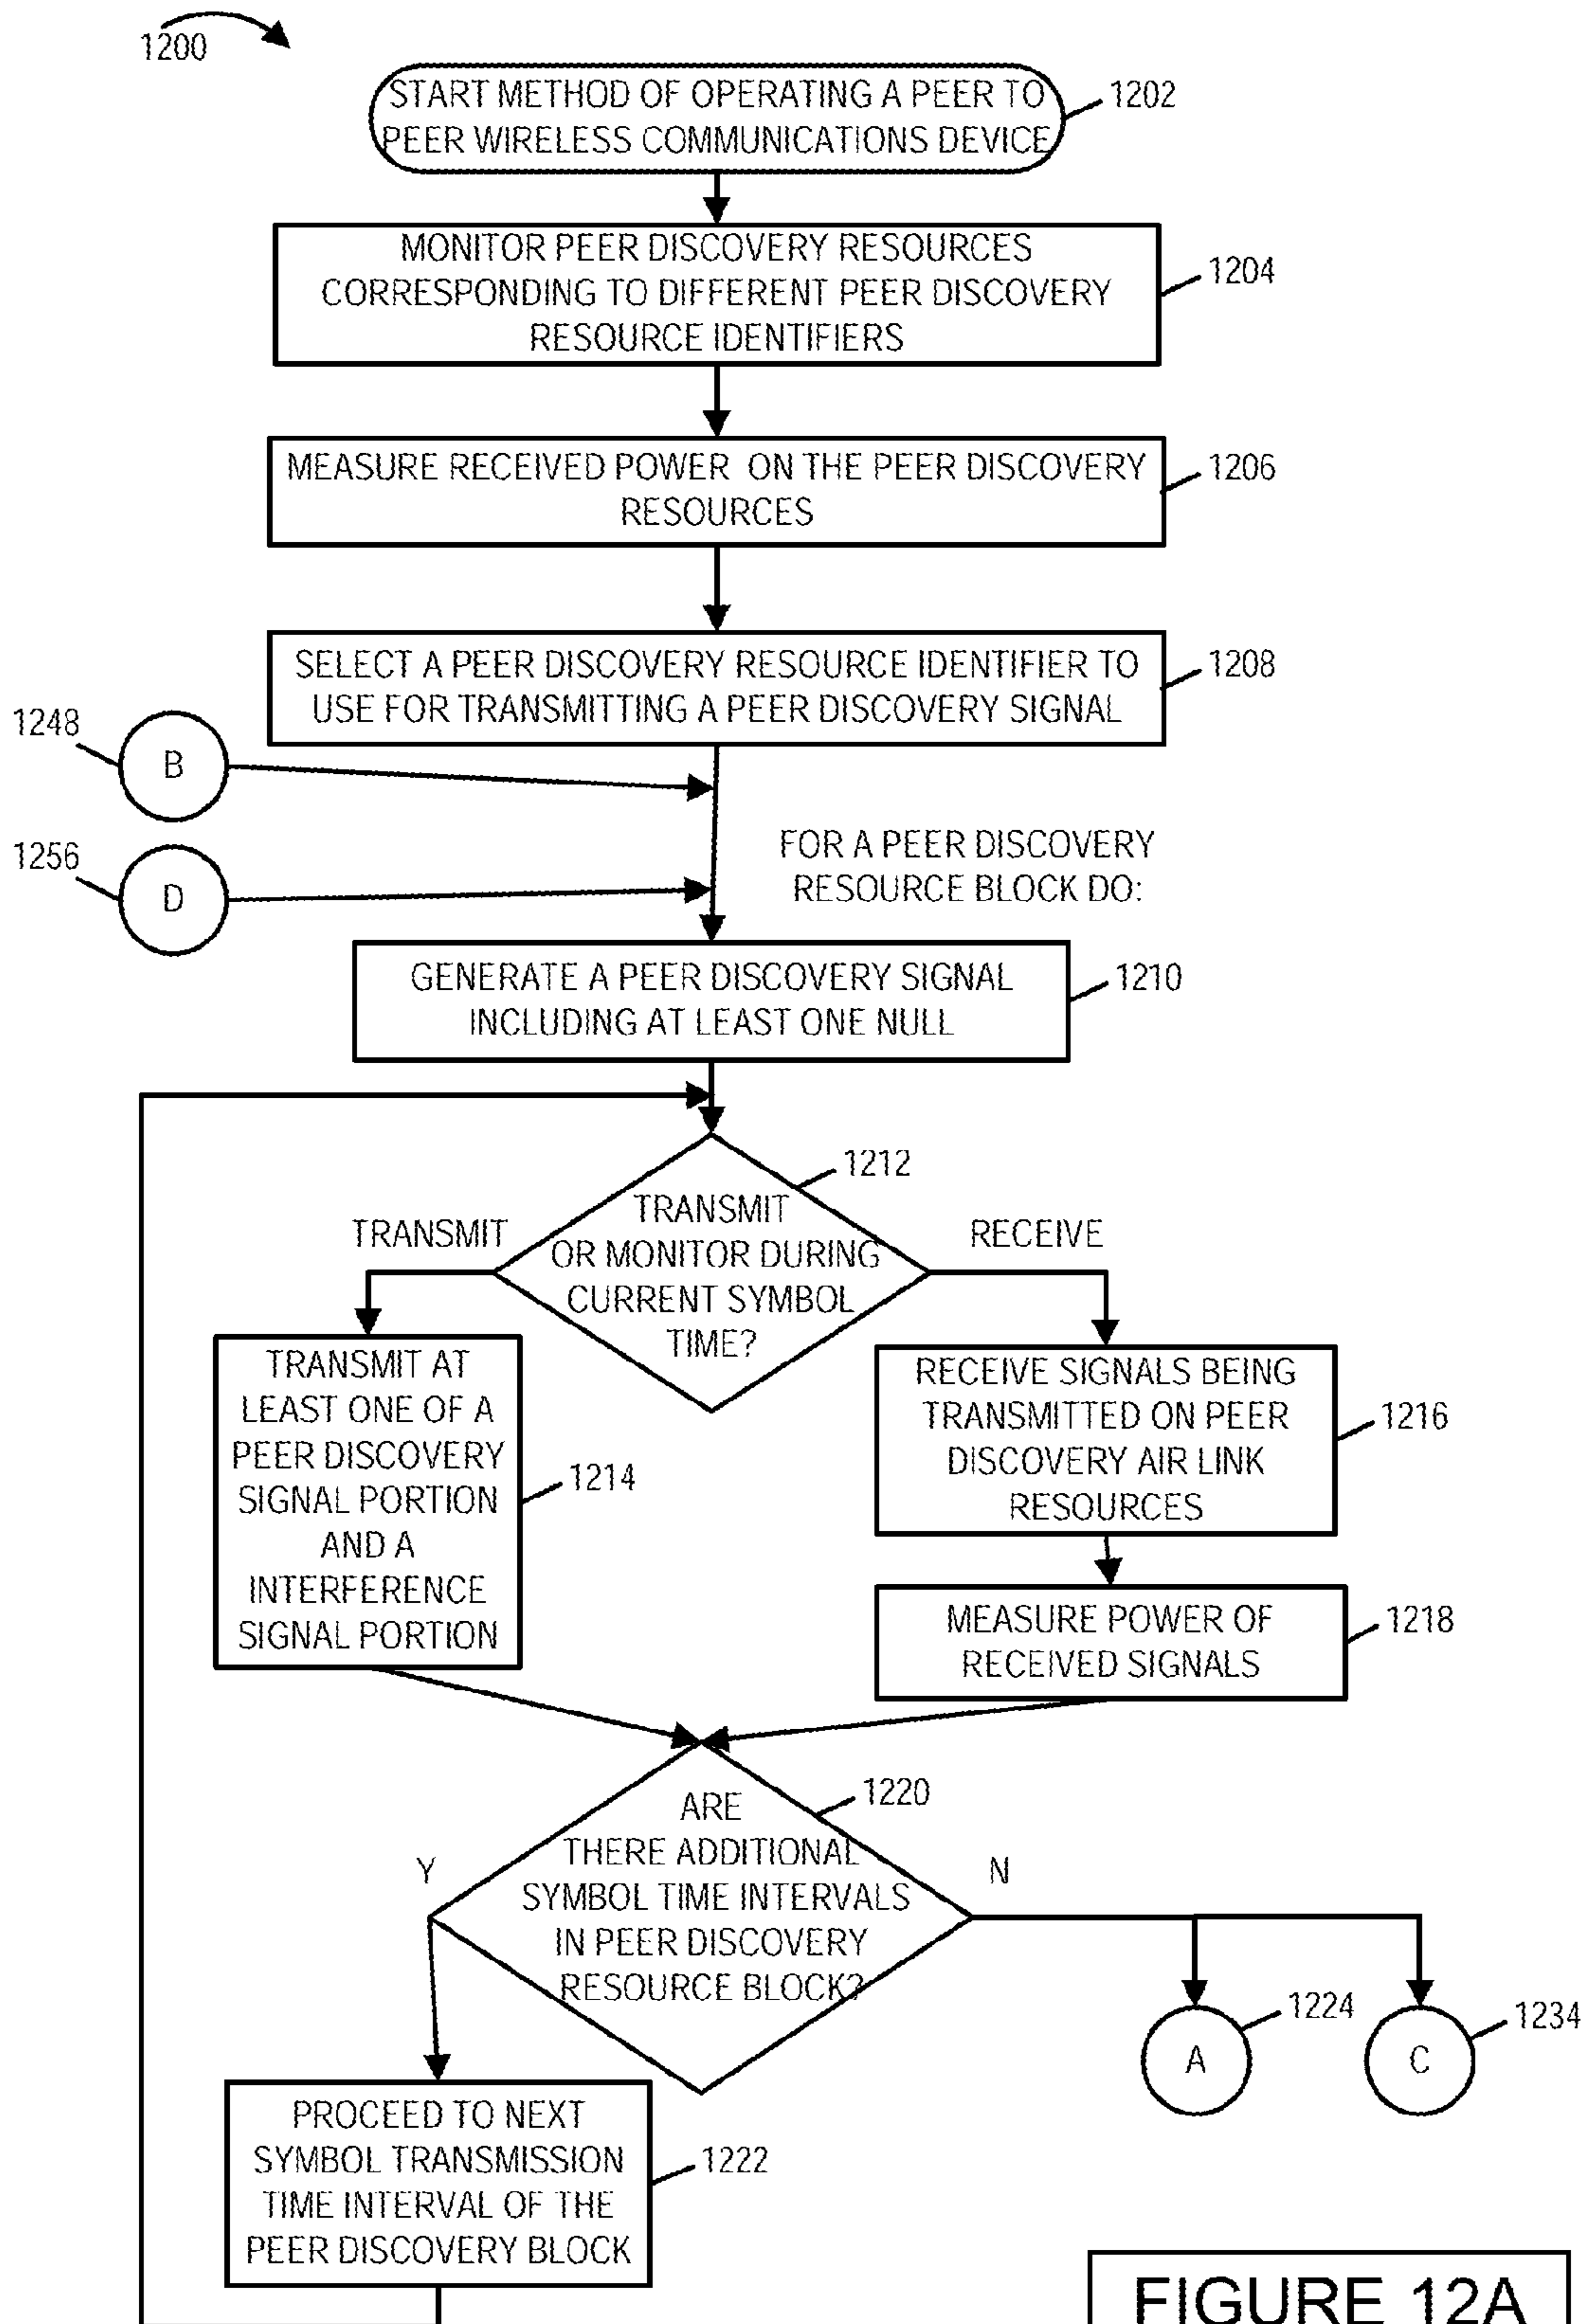 1200
START METHOD OF OPERATING A PEER TO
PEER WIRELESS COMMUNICATIONS DEVICE
1202
MONITOR PEER DISCOVERY RESOURCES
CORRESPONDING TO DIFFERENT PEER DISCOVERY
RESOURCE IDENTIFIERS
1204
MEASURE RECEIVED POWER ON THE PEER DISCOVERY
RESOURCES
1206
SELECT A PEER DISCOVERY RESOURCE IDENTIFIER TO
USE FOR TRANSMITTING A PEER DISCOVERY SIGNAL
1208
1248
B
1256
D
FOR A PEER DISCOVERY
RESOURCE BLOCK DO:
GENERATE A PEER DISCOVERY SIGNAL
INCLUDING AT LEAST ONE NULL
1210
1212
TRANSMIT
OR MONITOR DURING
CURRENT SYMBOL
TIME?
TRANSMIT
RECEIVE
TRANSMIT AT
LEAST ONE OF A
PEER DISCOVERY
SIGNAL PORTION
AND A
INTERFERENCE
SIGNAL PORTION
1214
RECEIVE SIGNALS BEING
TRANSMITTED ON PEER
DISCOVERY AIR LINK
RESOURCES
1216
MEASURE POWER OF
RECEIVED SIGNALS
1218
1220
ARE
THERE ADDITIONAL
SYMBOL TIME INTERVALS
IN PEER DISCOVERY
RESOURCE BLOCK?
Y
N
1224
A
1234
C
PROCEED TO NEXT
SYMBOL TRANSMISSION
TIME INTERVAL OF THE
PEER DISCOVERY BLOCK
1222
FIGURE 12A